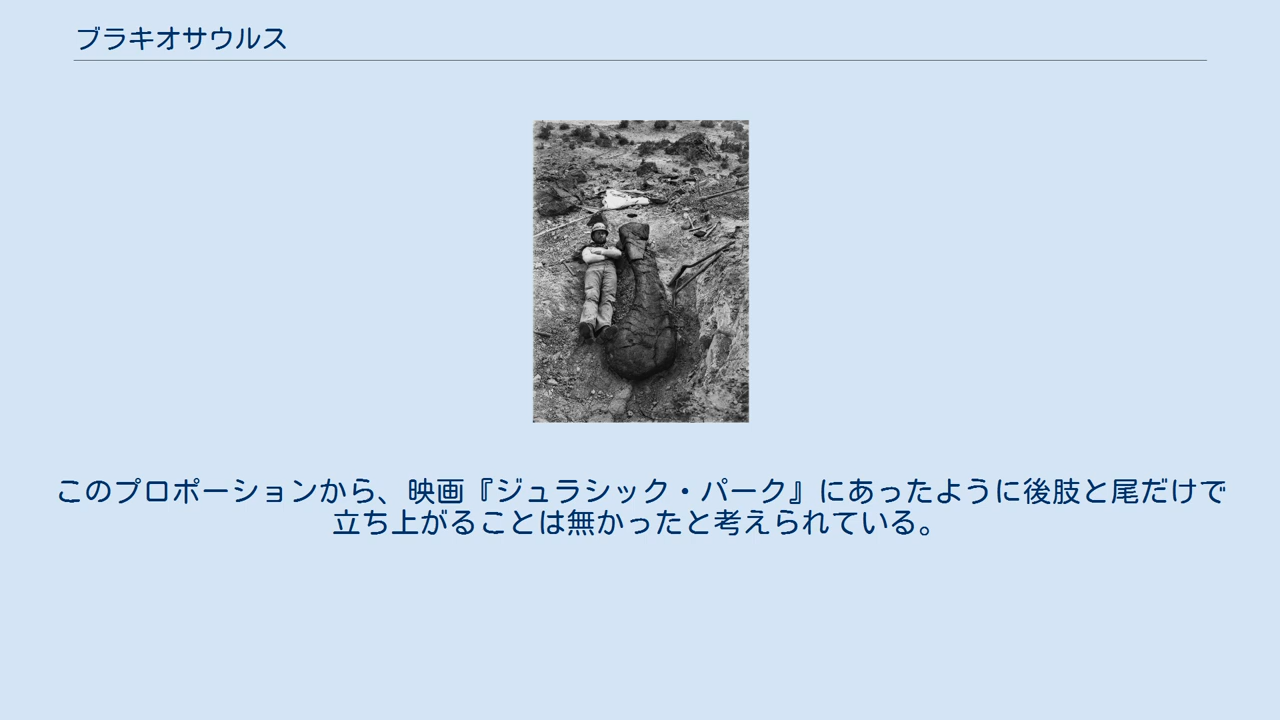 ブラキオサウルス
このプロポーションから、映画『ジュラシック・パーク』にあったように後肢と尾だけで
立ち上がることは無かったと考えられている。